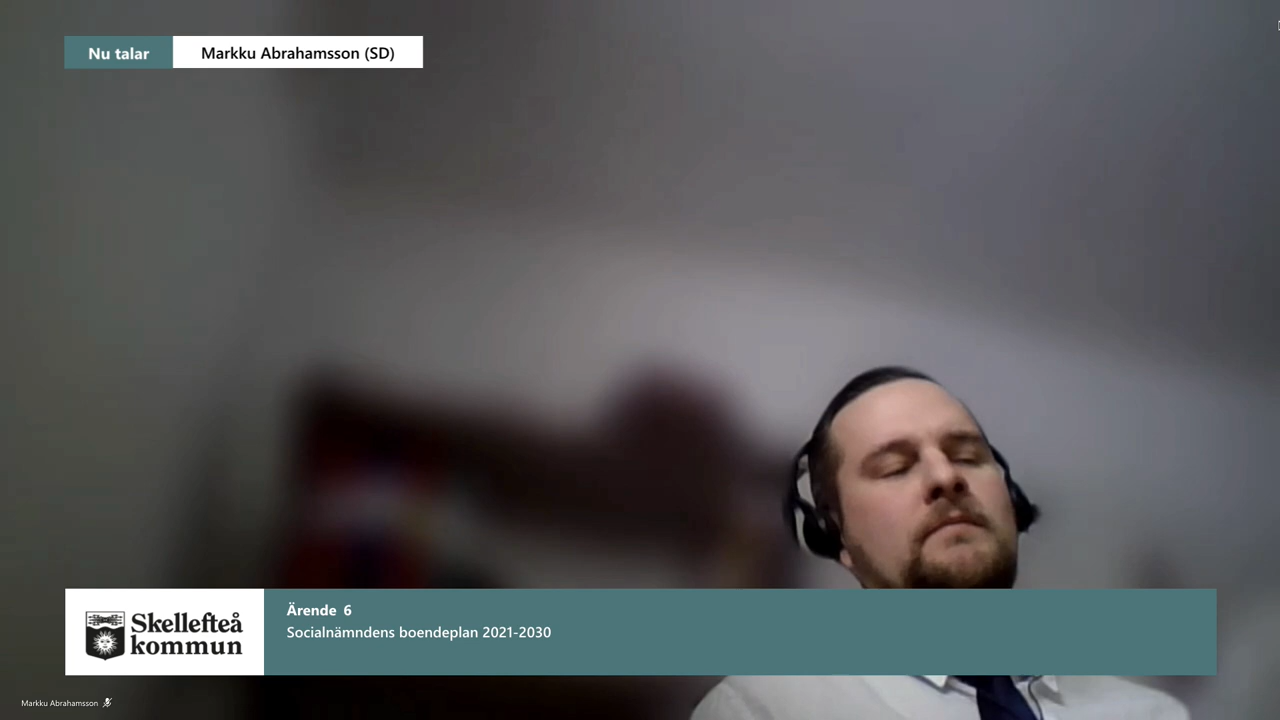 Nu talar
Markku Abrahamsson (SD)
Ärende 6
Socialnämndens boendeplan 2021-2030
Skellefteå
kommun
Markku Abrahamsson